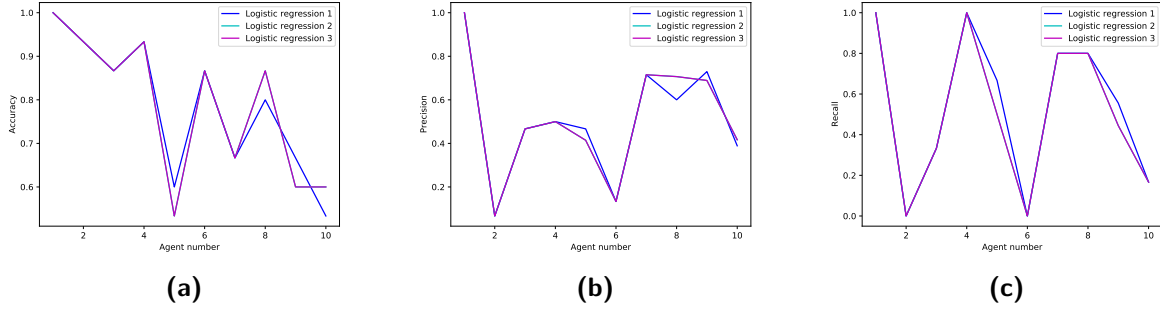 1.0
0.9
0.8
0.7
0.6
Accuracy
2
4
6
8
10
Agent number
Logistic regression 1
Logistic regression 2
Logistic regression 3
(a)
1.0
0.8
0.6
0.4
0.2
Precision
2
4
6
8
10
Agent number
Logistic regression 1
Logistic regression 2
Logistic regression 3
(b)
1.0
0.8
0.6
0.4
0.2
0.0
Recall
2
4
6
8
10
Agent number
Logistic regression 1
Logistic regression 2
Logistic regression 3
(c)